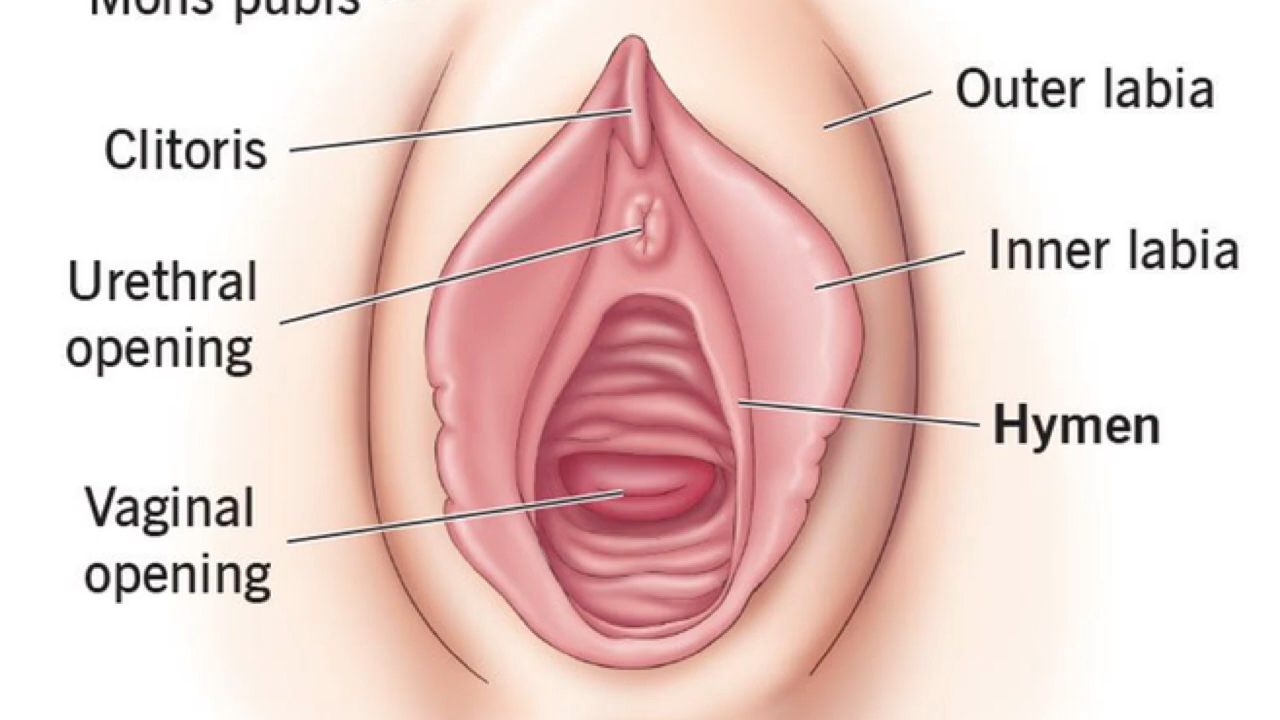 Mons pubis
Clitoris
Outer labia
Urethral
opening
Inner labia
Hymen
Vaginal
opening